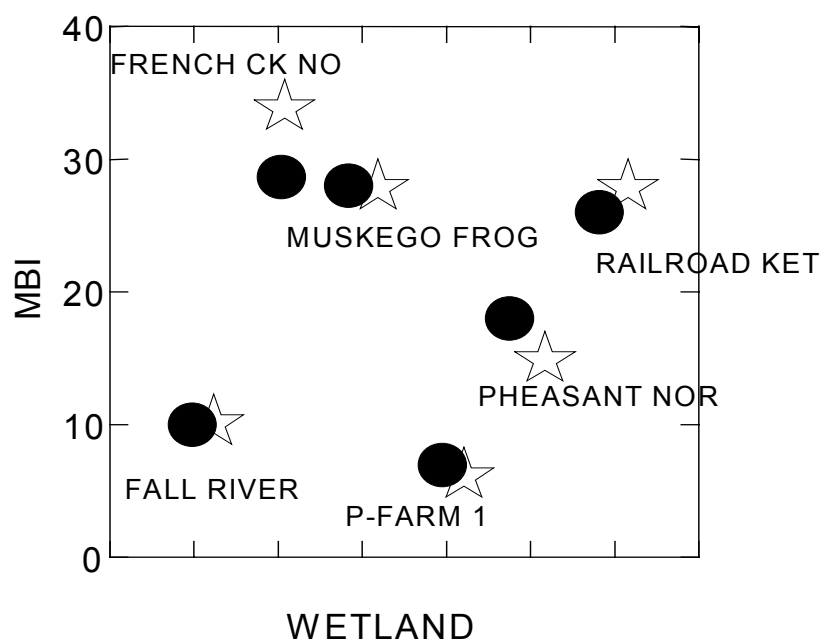 40
FRENCH CK NO
30
MUSKEGO FROG
RAILROAD KET
MBI
20
PHEASANT NOR
10
FALL RIVER
P-FARM 1
0
WETLAND